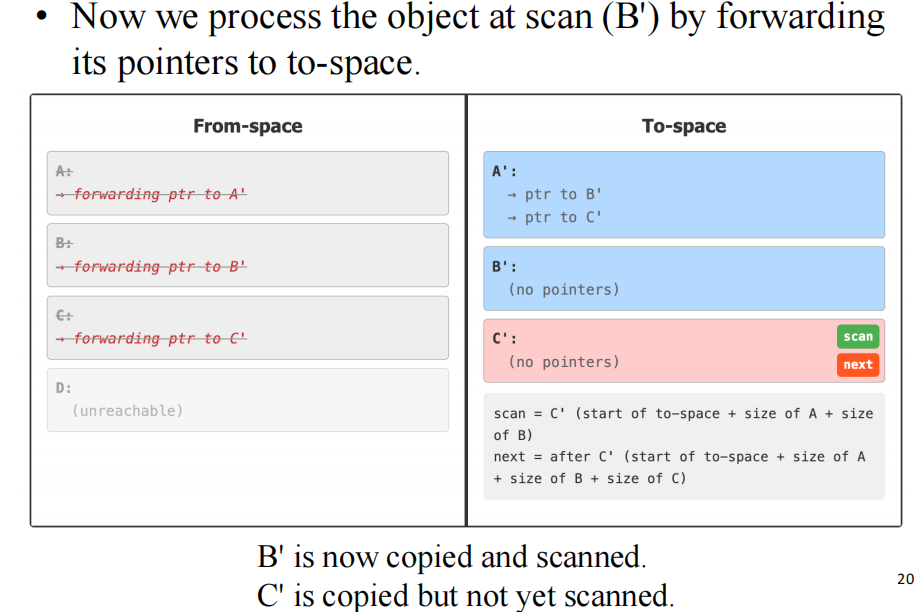 • Now we process the object at scan (B') by forwarding
its pointers to to-space.
From-space
A:
→ forwarding ptr to A'
B:
→ forwarding ptr to B'
C:
→ forwarding ptr to C'
D:
(unreachable)
To-space
A':
→ ptr to B'
→ ptr to C'
B':
(no pointers)
C':
(no pointers)
scan
next
scan = C' (start of to-space + size of A + size
of B)
next = after C' (start of to-space + size of A
+ size of B + size of C)
B' is now copied and scanned.
C' is copied but not yet scanned.
20